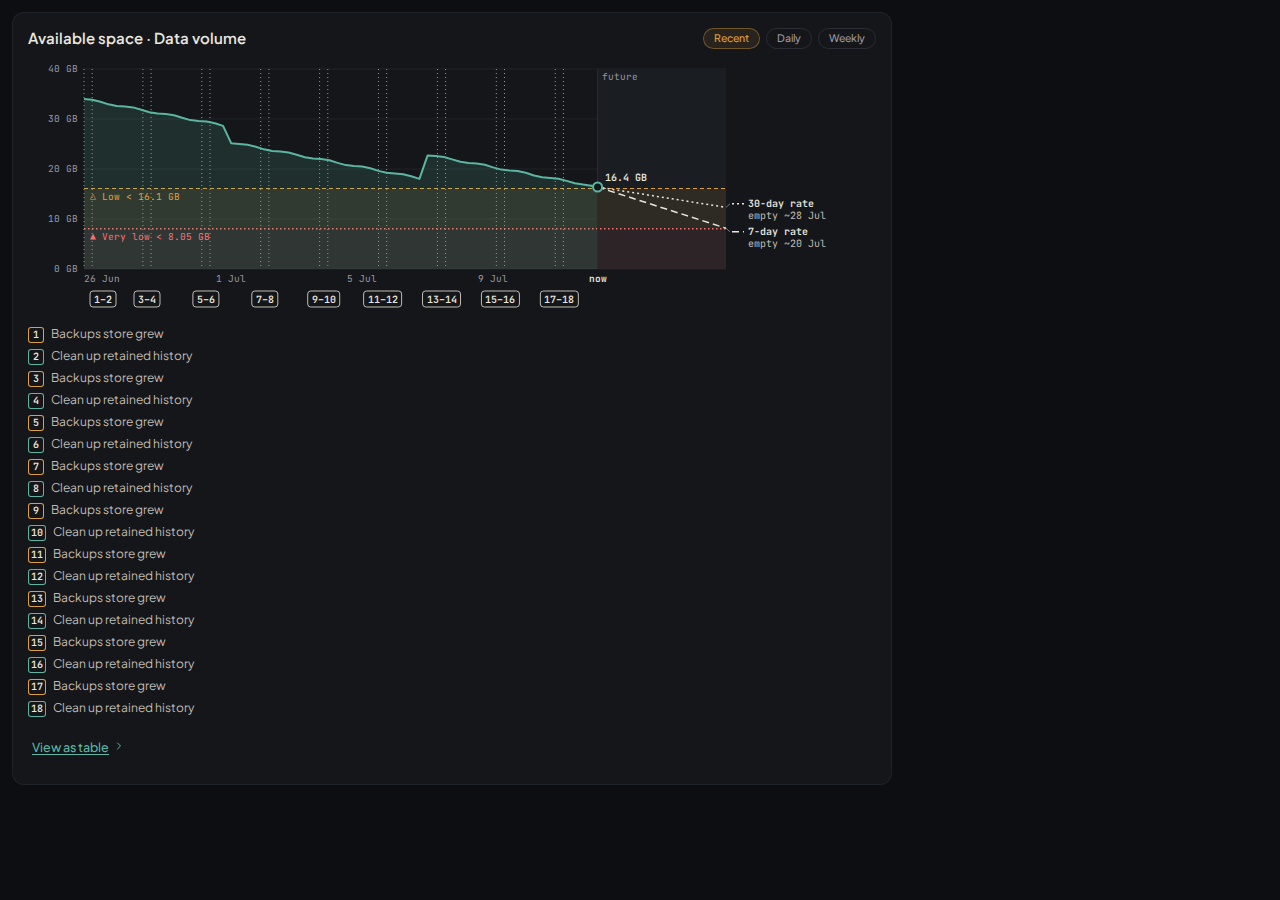 Available space · Data volume
Recent
Daily
Weekly
40 GB
future
30 GB
20 GB
16.4 GB
△ Low < 16.1 GB
30-day rate
empty ~28 Jul
10 GB
7-day rate
empty ~20 Jul
▲ Very low < 8.05 GB
0 GB
26 Jun
1 Jul
5 Jul
9 Jul
now
1–2
3–4
5–6
7–8
9–10
11–12
13–14
15–16
17–18
1 Backups store grew
2 Clean up retained history
3 Backups store grew
4 Clean up retained history
5 Backups store grew
6 Clean up retained history
7 Backups store grew
8 Clean up retained history
9 Backups store grew
10 Clean up retained history
11 Backups store grew
12 Clean up retained history
13 Backups store grew
14 Clean up retained history
15 Backups store grew
16 Clean up retained history
17 Backups store grew
18 Clean up retained history
View as table